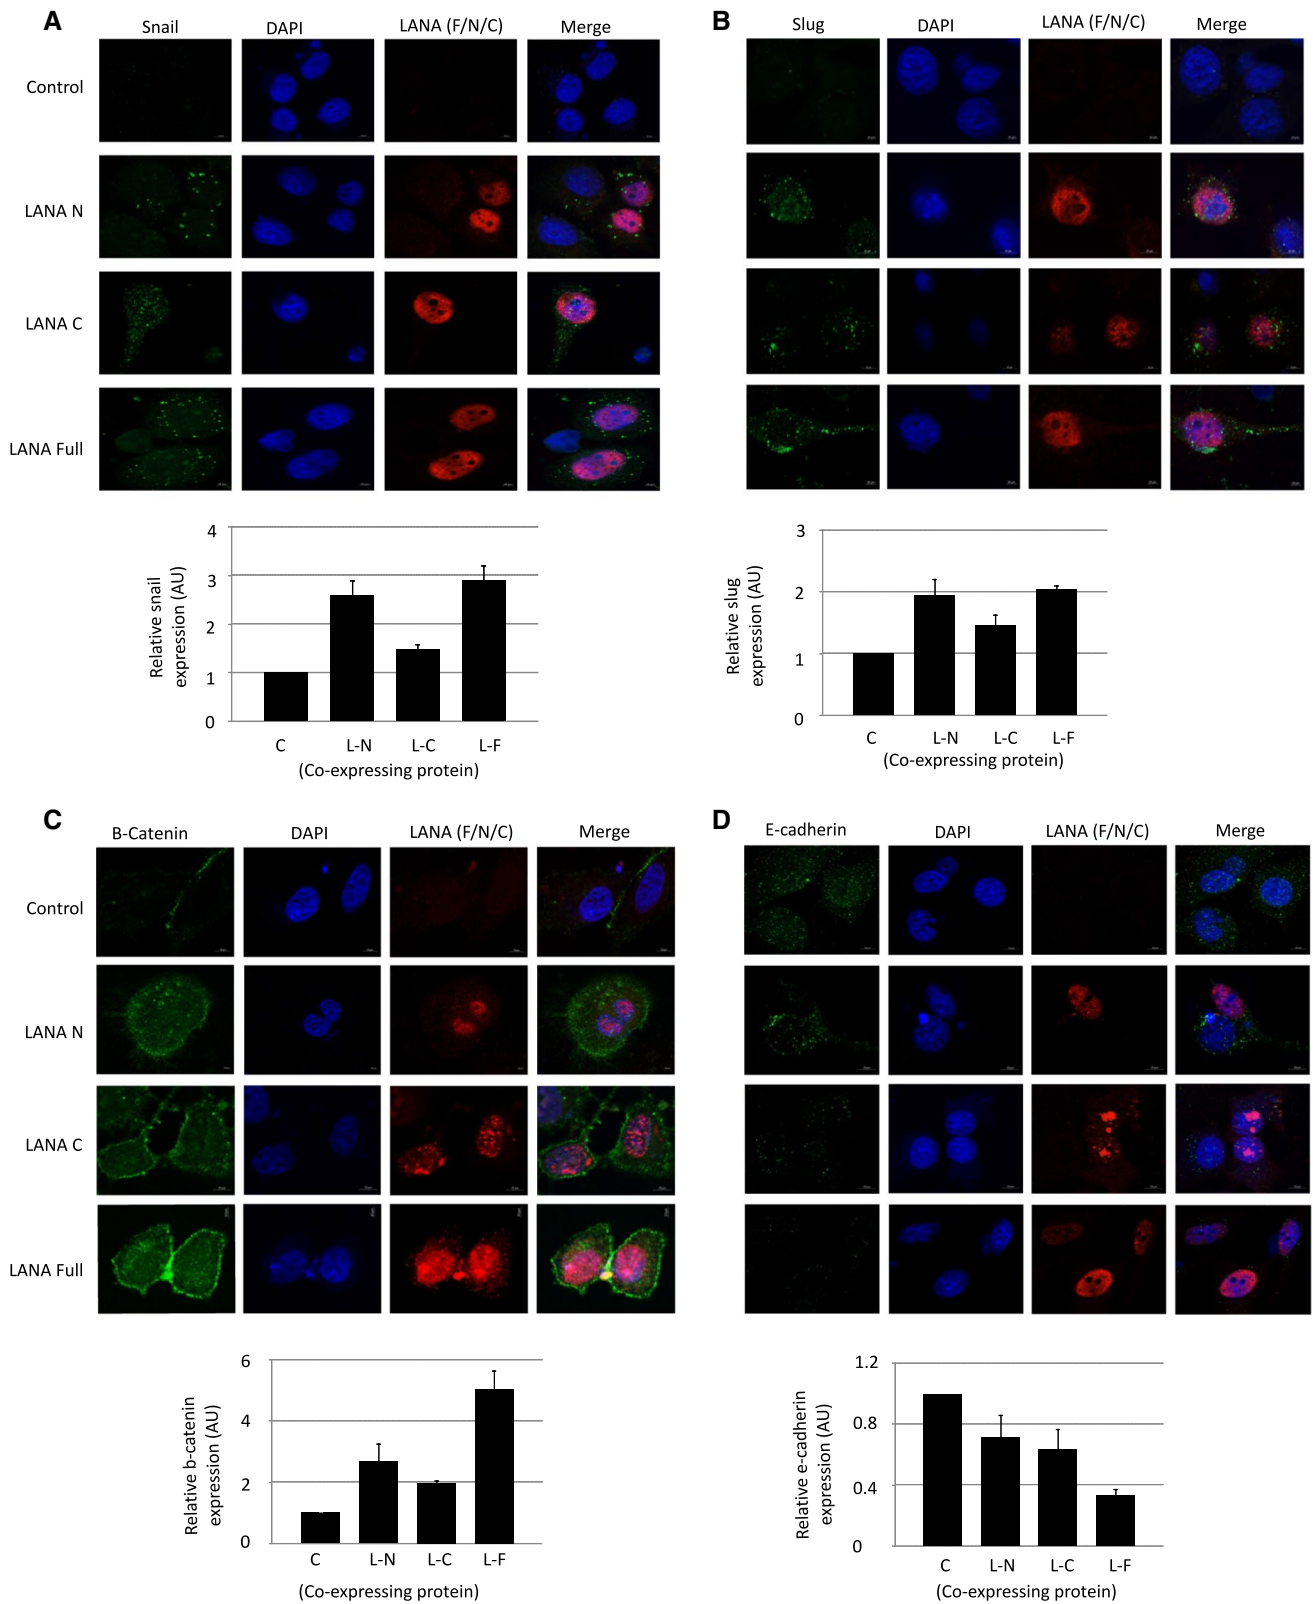 A
Snail DAPI LANA (F/N/C) Merge
Control
LANA N
LANA C
LANA Full
4
3
2
1
0
Relative snail
expression (AU)
C L-N L-C L-F
(Co-expressing protein)
B
Slug DAPI LANA (F/N/C) Merge
3
2
1
0
Relative slug
expression (AU)
C L-N L-C L-F
(Co-expressing protein)
C
B-Catenin DAPI LANA (F/N/C) Merge
Control
LANA N
LANA C
LANA Full
6
4
2
0
Relative b-catenin
expression (AU)
C L-N L-C L-F
(Co-expressing protein)
D
E-cadherin DAPI LANA (F/N/C) Merge
1.2
0.8
0.4
0
Relative e-cadherin
expression (AU)
C L-N L-C L-F
(Co-expressing protein)